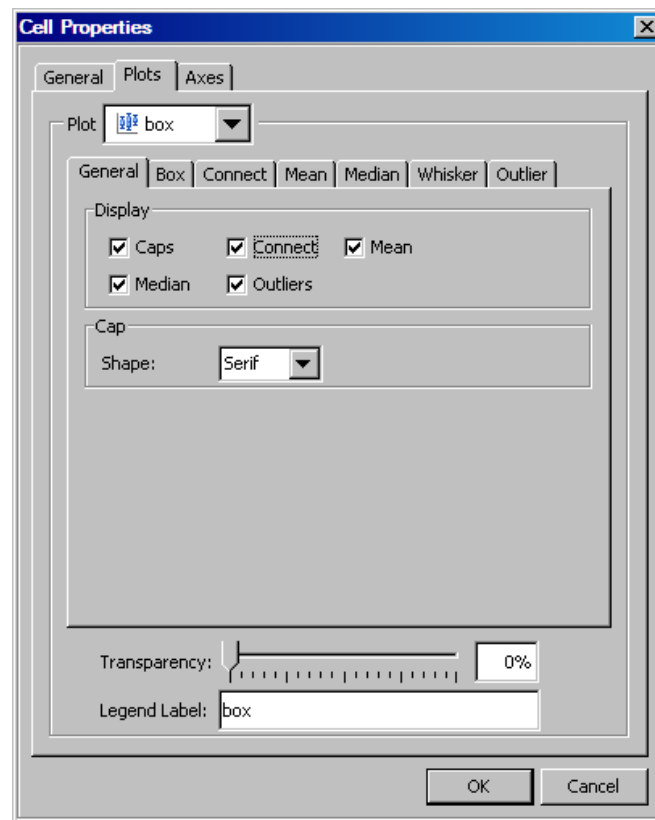 Cell Properties
General Plots Axes
Plot box
General Box Connect Mean Median Whisker Outlier
Display
Caps Connect Mean
Median Outliers
Cap
Shape: Serif
Transparency: 0%
Legend Label: box
OK Cancel